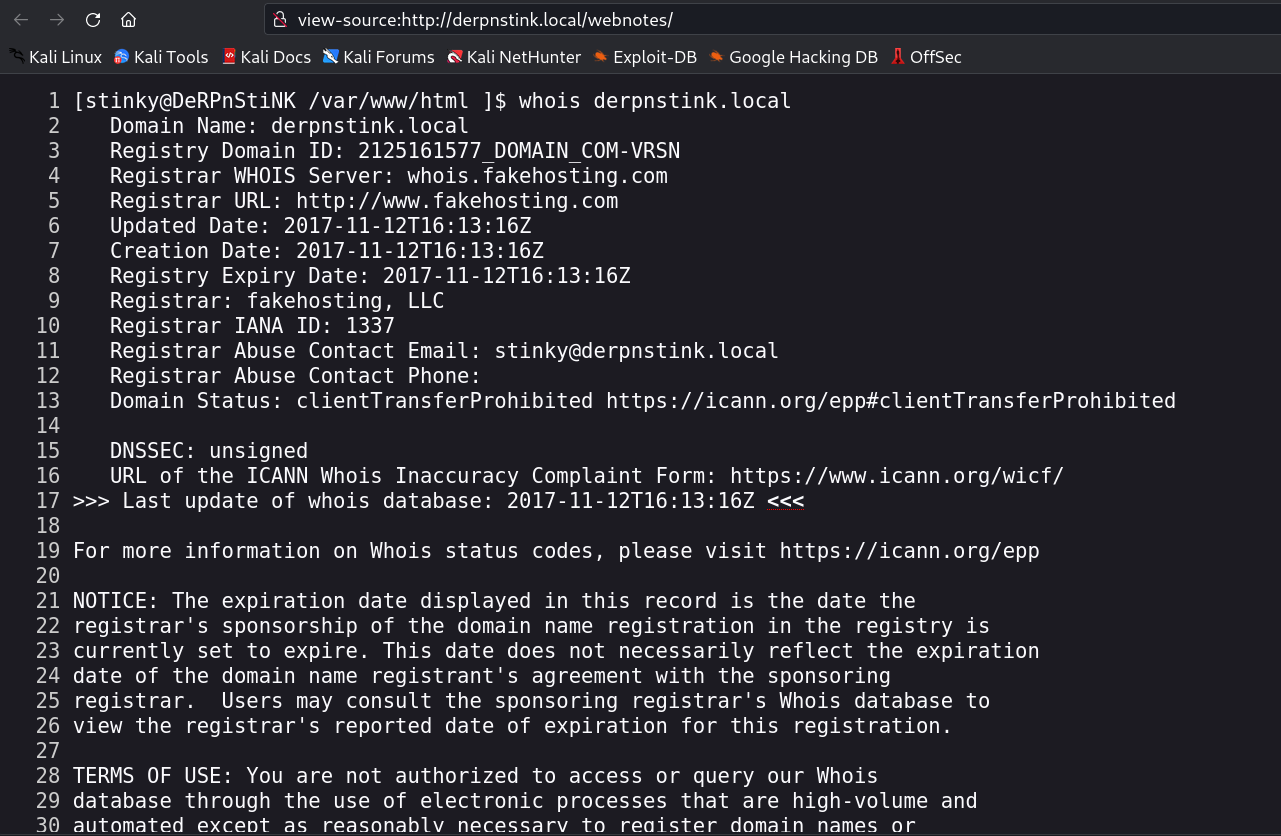 view-source:http://derpnstink.local/webnotes/
Kali Linux Kali Tools Kali Docs Kali Forums Kali NetHunter Exploit-DB Google Hacking DB OffSec
1 [stinky@DeRPnStiNK /var/www/html ]$ whois derpnstink.local
2    Domain Name: derpnstink.local
3    Registry Domain ID: 2125161577_DOMAIN_COM-VRSN
4    Registrar WHOIS Server: whois.fakehosting.com
5    Registrar URL: http://www.fakehosting.com
6    Updated Date: 2017-11-12T16:13:16Z
7    Creation Date: 2017-11-12T16:13:16Z
8    Registry Expiry Date: 2017-11-12T16:13:16Z
9    Registrar: fakehosting, LLC
10    Registrar IANA ID: 1337
11    Registrar Abuse Contact Email: stinky@derpnstink.local
12    Registrar Abuse Contact Phone:
13    Domain Status: clientTransferProhibited https://icann.org/epp#clientTransferProhibited
14
15    DNSSEC: unsigned
16    URL of the ICANN Whois Inaccuracy Complaint Form: https://www.icann.org/wicf/
17 >>> Last update of whois database: 2017-11-12T16:13:16Z <<<
18
19 For more information on Whois status codes, please visit https://icann.org/epp
20
21 NOTICE: The expiration date displayed in this record is the date the
22 registrar's sponsorship of the domain name registration in the registry is
23 currently set to expire. This date does not necessarily reflect the expiration
24 date of the domain name registrant's agreement with the sponsoring
25 registrar.  Users may consult the sponsoring registrar's Whois database to
26 view the registrar's reported date of expiration for this registration.
27
28 TERMS OF USE: You are not authorized to access or query our Whois
29 database through the use of electronic processes that are high-volume and
30 automated except as reasonably necessary to register domain names or